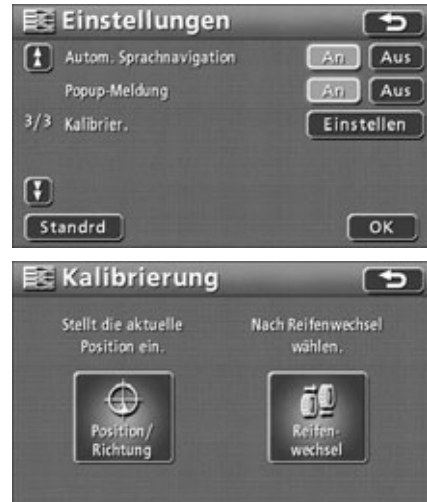 Einstellungen
Autom. Sprachnavigation An Aus
Popup-Meldung An Aus
3/3 Kalibrier. Einstellen
Standrd OK
Kalibrierung
Stellt die aktuelle
Position ein.
Nach Reifenwechsel
wählen.
Position/
Richtung
Reifen-
wechsel